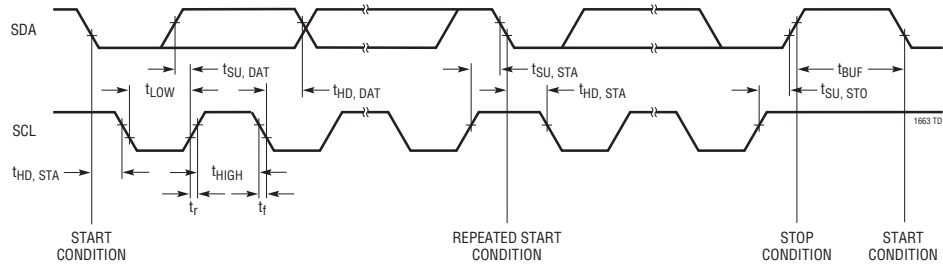 SDA
tSU, DAT
tSU, STA
tBUF
tLOW
tHD, DAT
tHD, STA
tSU, STO
SCL
1663 TD
tHD, STA
tHIGH
tr
tf
START
CONDITION
REPEATED START
CONDITION
STOP
CONDITION
START
CONDITION